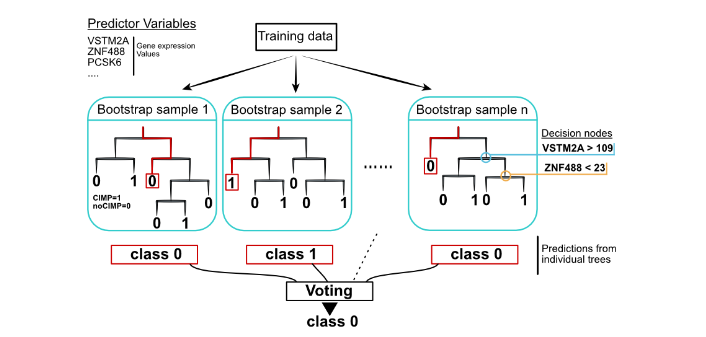 Predictor Variables
VSTM2A
ZNF488
PCSK6
....
Gene expression
Values
Training data
Bootstrap sample 1
Bootstrap sample 2
Bootstrap sample n
0
1
0
0
0
1
CIMP=1
noCIMP=0
1
0
0
1
0
1
......
0
0
1
0
1
Decision nodes
VSTM2A > 109
ZNF488 < 23
class 0
class 1
class 0
Predictions from
individual trees
Voting
class 0